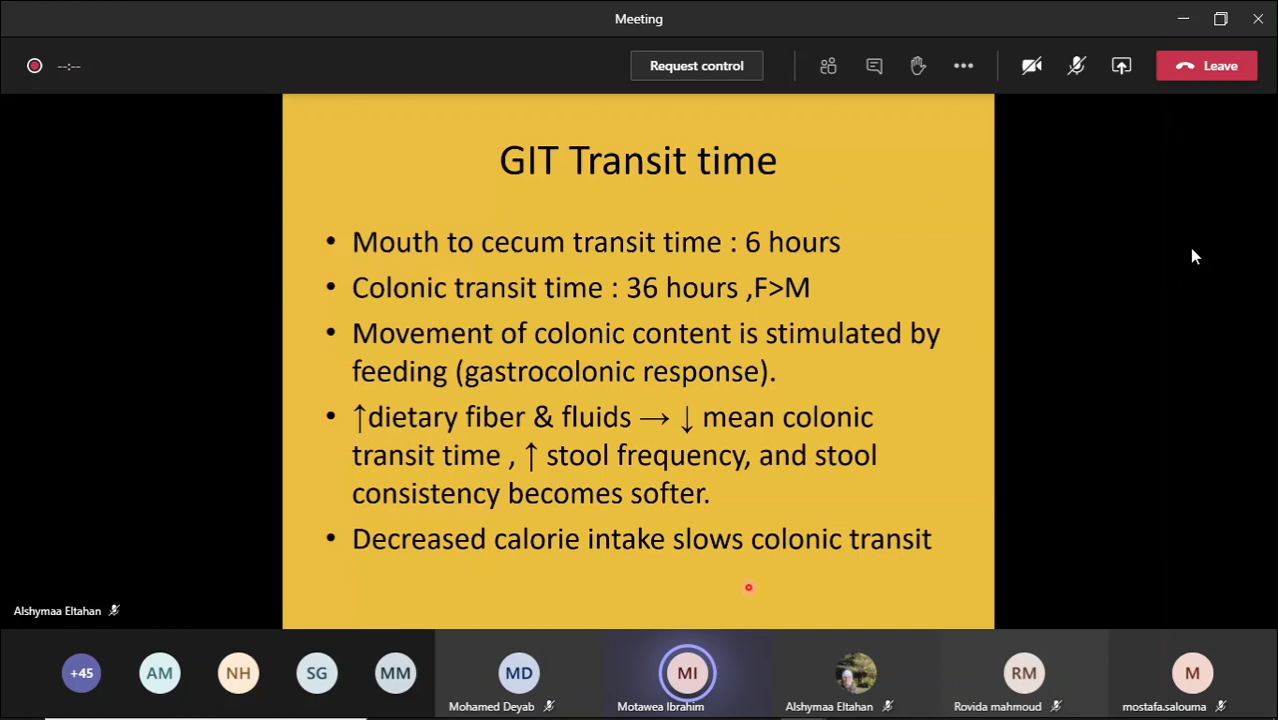 Meeting
--:--
Request control
Leave
GIT Transit time
• Mouth to cecum transit time : 6 hours
• Colonic transit time : 36 hours ,F>M
• Movement of colonic content is stimulated by
feeding (gastrocolonic response).
• ↑dietary fiber & fluids → ↓ mean colonic
transit time , ↑ stool frequency, and stool
consistency becomes softer.
• Decreased calorie intake slows colonic transit
Alshymaa Eltahan
+45
AM
NH
SG
MM
MD
MI
RM
M
Mohamed Deyab
Motawea Ibrahim
Alshymaa Eltahan
Rovida mahmoud
mostafa.salouma